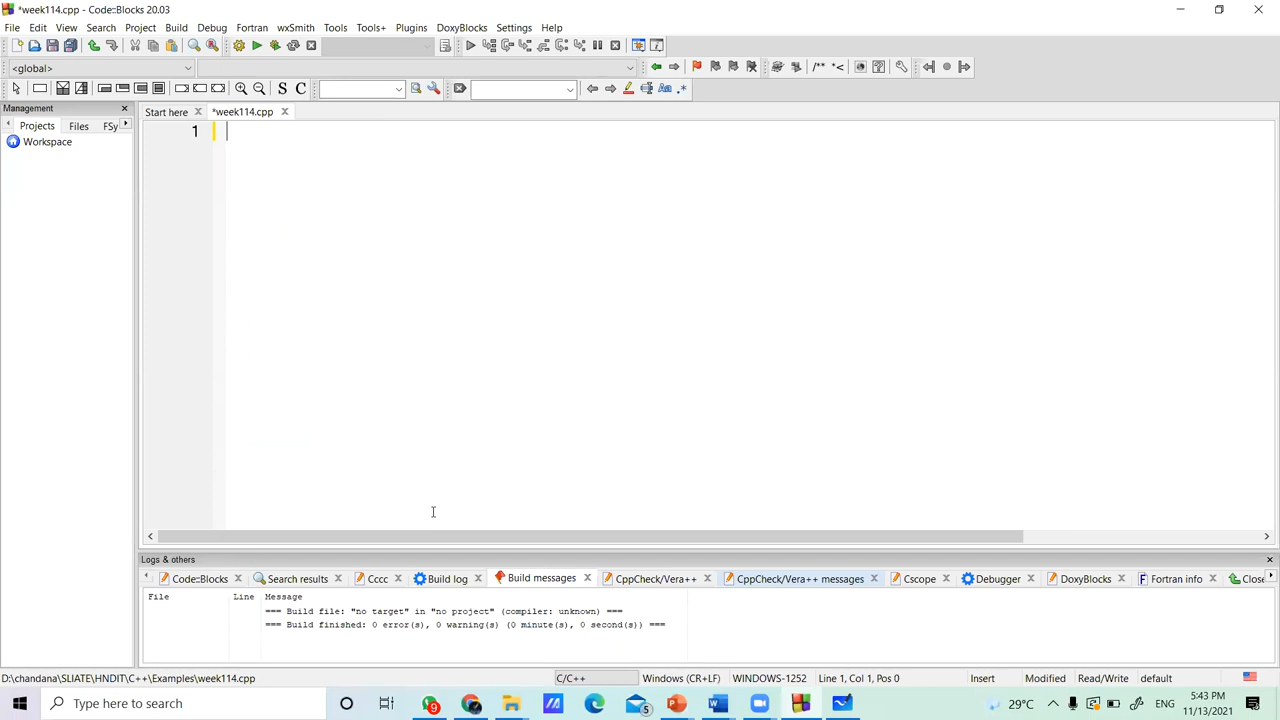 *week114.cpp - Code::Blocks 20.03
File Edit View Search Project Build Debug Fortran wxSmith Tools Tools+ Plugins DoxyBlocks Settings Help
<global>
/** *<
S C Aa .*
Management
Start here *week114.cpp
Projects Files FSy
1
Workspace
Logs & others
Code::Blocks Search results Cccc Build log Build messages CppCheck/Vera++ CppCheck/Vera++ messages Cscope Debugger DoxyBlocks Fortran info Close
File Line Message
=== Build file: "no target" in "no project" (compiler: unknown) ===
=== Build finished: 0 error(s), 0 warning(s) (0 minute(s), 0 second(s)) ===
D:\chandana\SLIATE\HNDIT\C++\Examples\week114.cpp C/C++ Windows (CR+LF) WINDOWS-1252 Line 1, Col 1, Pos 0 Insert Modified Read/Write default
Type here to search 9 5 29°C ENG 5:43 PM
11/13/2021